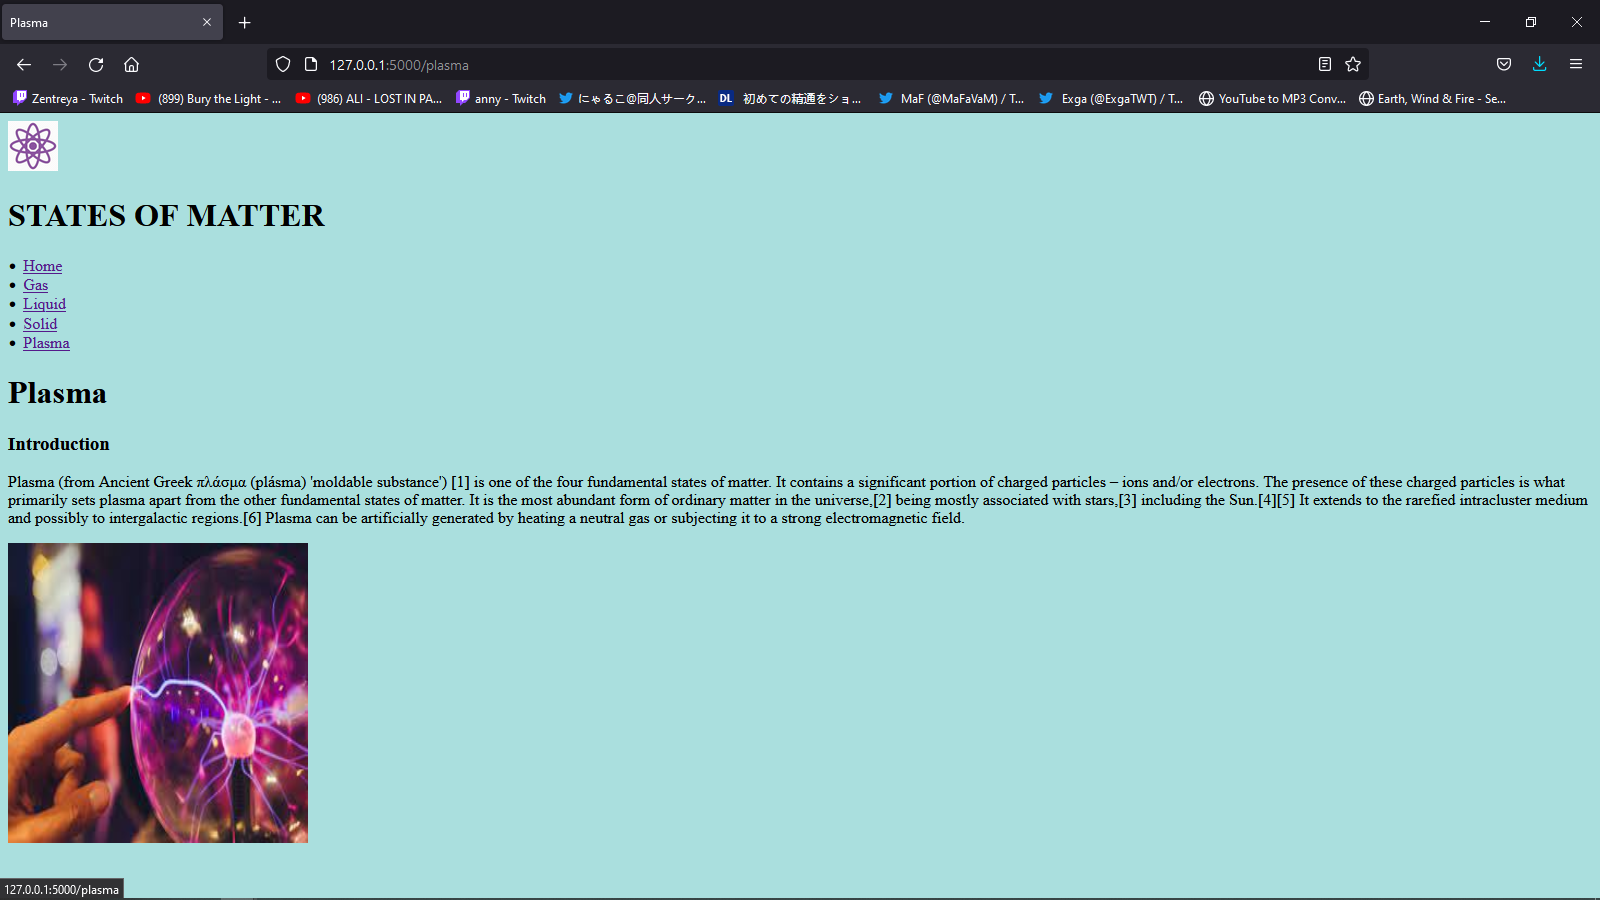 Plasma
127.0.0.1:5000/plasma
Zentreya - Twitch (899) Bury the Light - ... (986) ALI - LOST IN PA... anny - Twitch にゃるこ@同人サーク... DL 初めての精通をショ... MaF (@MaFaVaM) / T... Exga (@ExgaTWT) / T... YouTube to MP3 Conv... Earth, Wind & Fire - Se...
STATES OF MATTER
• Home
• Gas
• Liquid
• Solid
• Plasma
Plasma
Introduction
Plasma (from Ancient Greek πλάσμα (plásma) 'moldable substance') [1] is one of the four fundamental states of matter. It contains a significant portion of charged particles – ions and/or electrons. The presence of these charged particles is what
primarily sets plasma apart from the other fundamental states of matter. It is the most abundant form of ordinary matter in the universe,[2] being mostly associated with stars,[3] including the Sun.[4][5] It extends to the rarefied intracluster medium
and possibly to intergalactic regions.[6] Plasma can be artificially generated by heating a neutral gas or subjecting it to a strong electromagnetic field.
127.0.0.1:5000/plasma